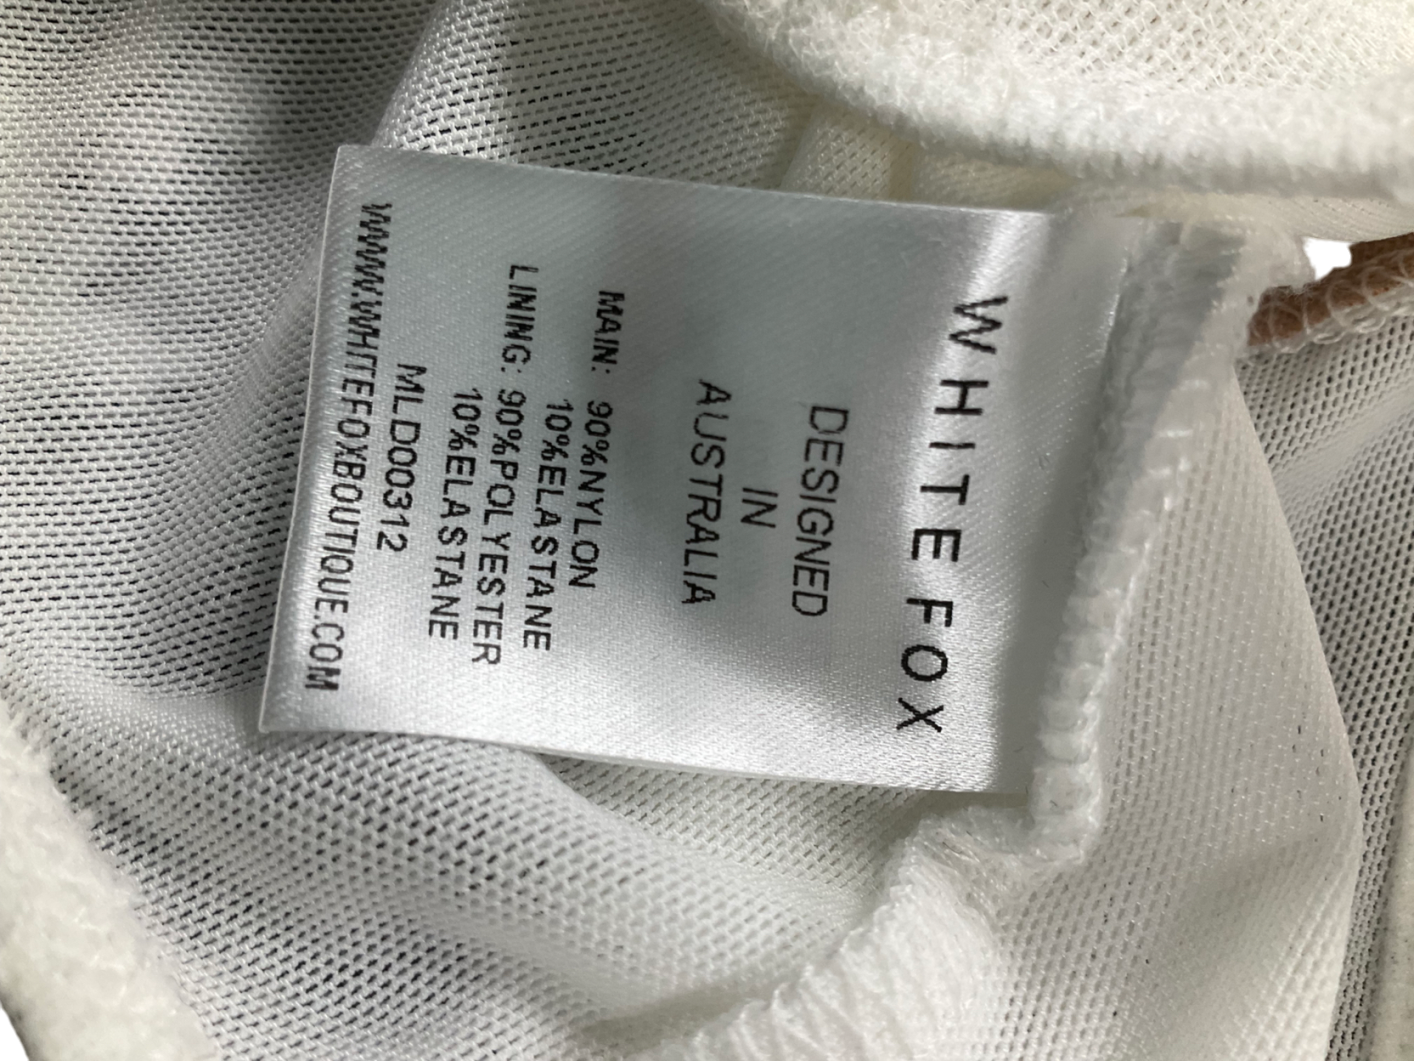 WHITE FOX
DESIGNED
IN
AUSTRALIA
MAIN: 90%NYLON
10%ELASTANE
LINING: 90%POLYESTER
10%ELASTANE
MLD00312
WWW.WHITEFOXBOUTIQUE.COM